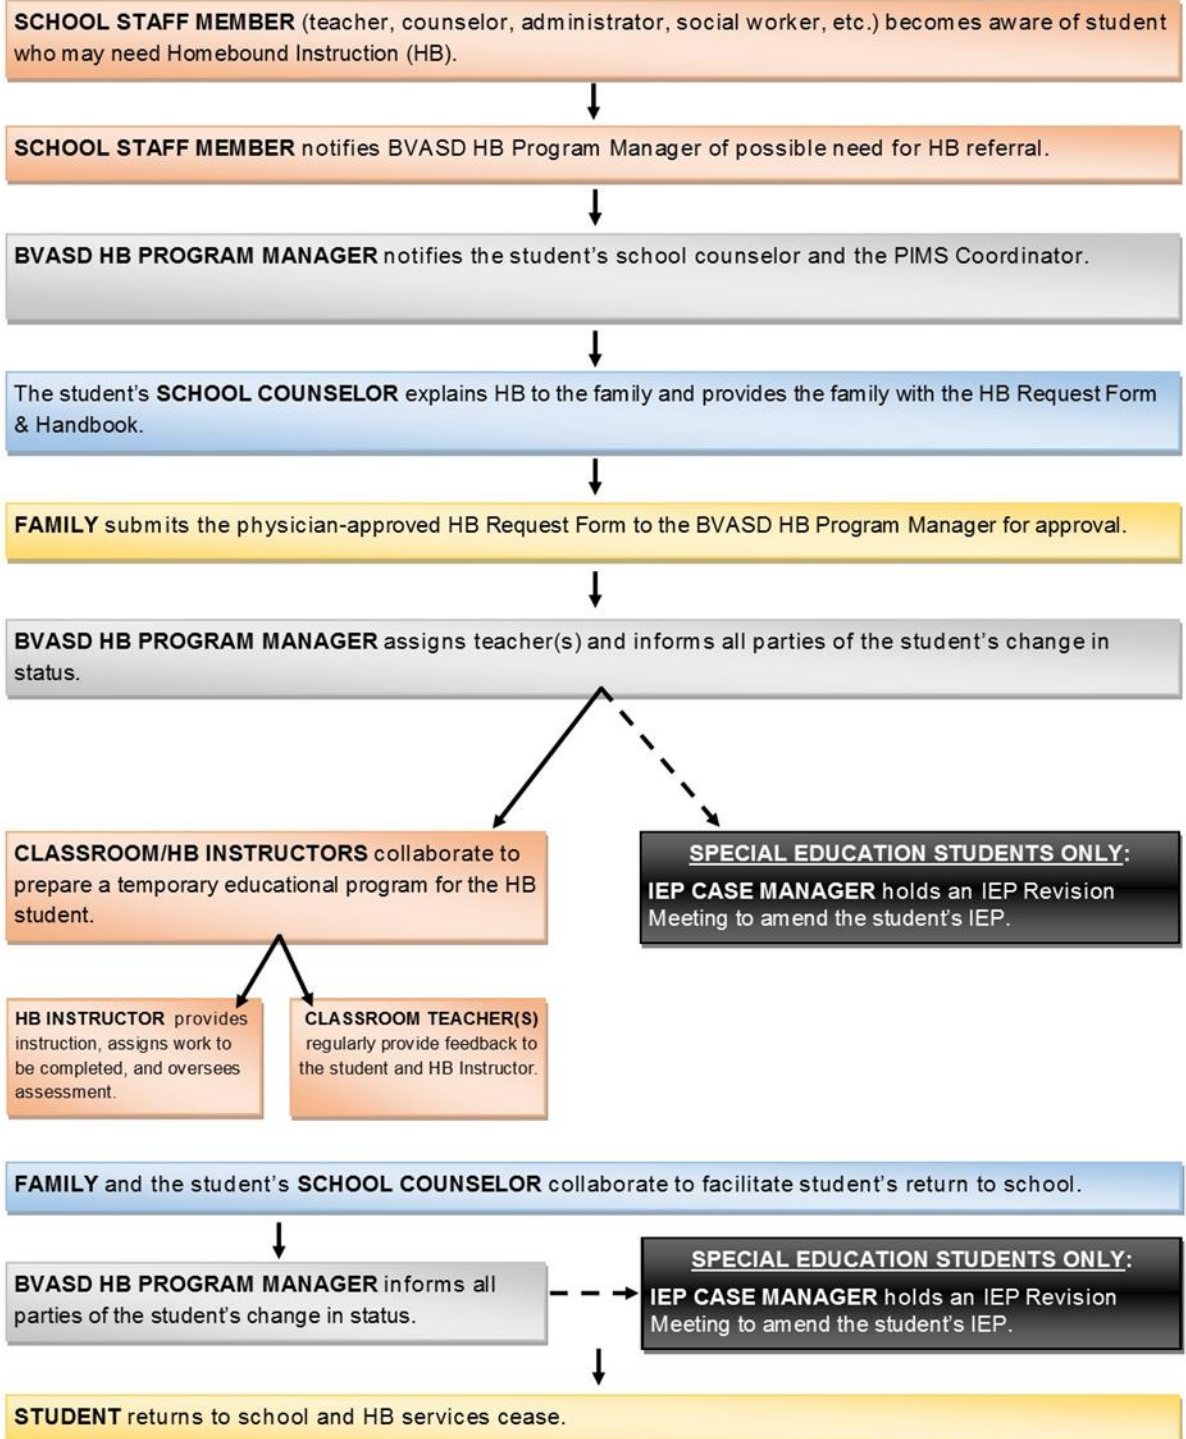 SCHOOL STAFF MEMBER (teacher, counselor, administrator, social worker, etc.) becomes aware of student
who may need Homebound Instruction (HB).
SCHOOL STAFF MEMBER notifies BVASD HB Program Manager of possible need for HB referral.
BVASD HB PROGRAM MANAGER notifies the student's school counselor and the PIMS Coordinator.
The student's SCHOOL COUNSELOR explains HB to the family and provides the family with the HB Request Form
& Handbook.
FAMILY submits the physician-approved HB Request Form to the BVASD HB Program Manager for approval.
BVASD HB PROGRAM MANAGER assigns teacher(s) and informs all parties of the student's change in
status.
CLASSROOM/HB INSTRUCTORS collaborate to
prepare a temporary educational program for the HB
student.
SPECIAL EDUCATION STUDENTS ONLY:
IEP CASE MANAGER holds an IEP Revision
Meeting to amend the student's IEP.
HB INSTRUCTOR provides
instruction, assigns work to
be completed, and oversees
assessment.
CLASSROOM TEACHER(S)
regularly provide feedback to
the student and HB Instructor.
FAMILY and the student's SCHOOL COUNSELOR collaborate to facilitate student's return to school.
BVASD HB PROGRAM MANAGER informs all
parties of the student's change in status.
SPECIAL EDUCATION STUDENTS ONLY:
IEP CASE MANAGER holds an IEP Revision
Meeting to amend the student's IEP.
STUDENT returns to school and HB services cease.